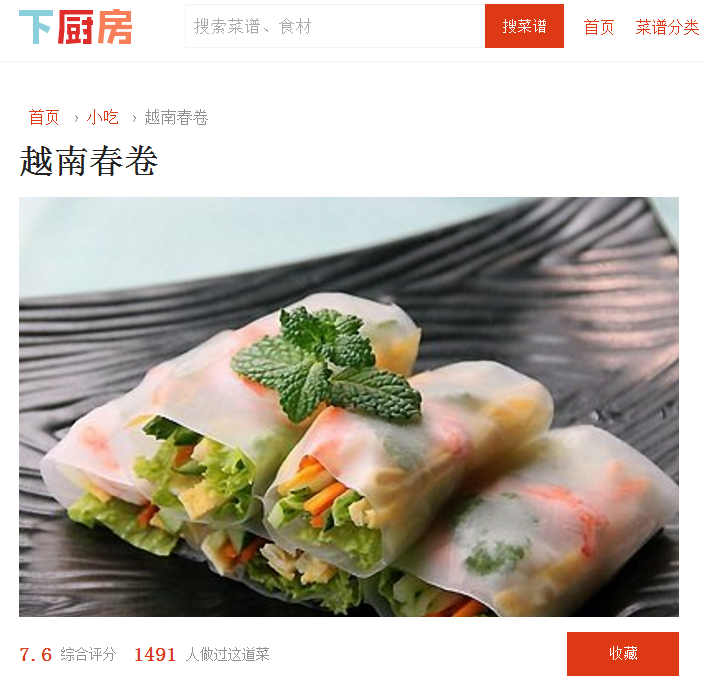 下厨房
搜索菜谱、食材 搜菜谱 首页 菜谱分类
首页 › 小吃 › 越南春卷
越南春卷
7.6 综合评分 1491 人做过这道菜 收藏